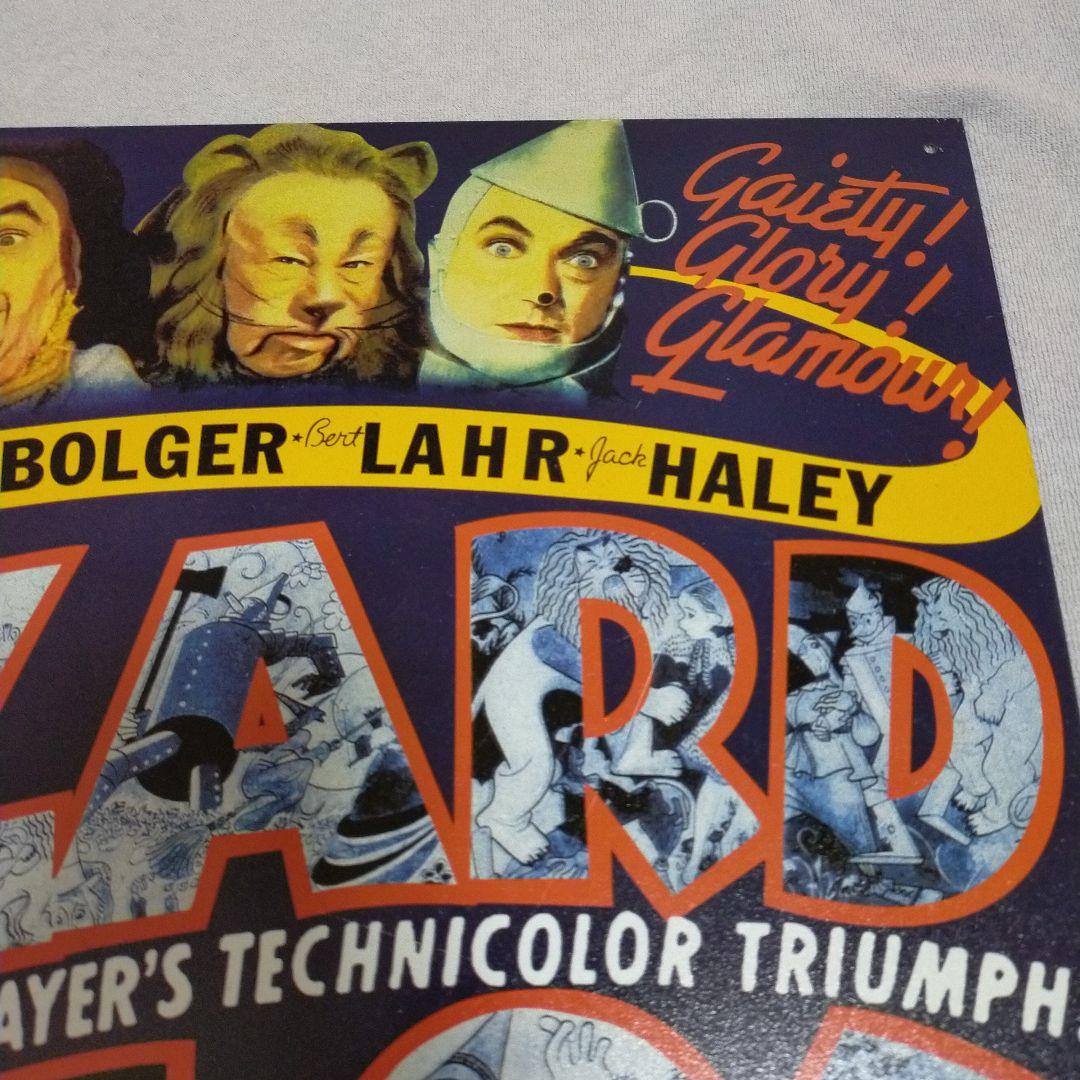 Gaiety!
Glory!
Glamour!
BOLGER ★ Bert LAHR ★ Jack HALEY
ZARD
AYER'S TECHNICOLOR TRIUMPH